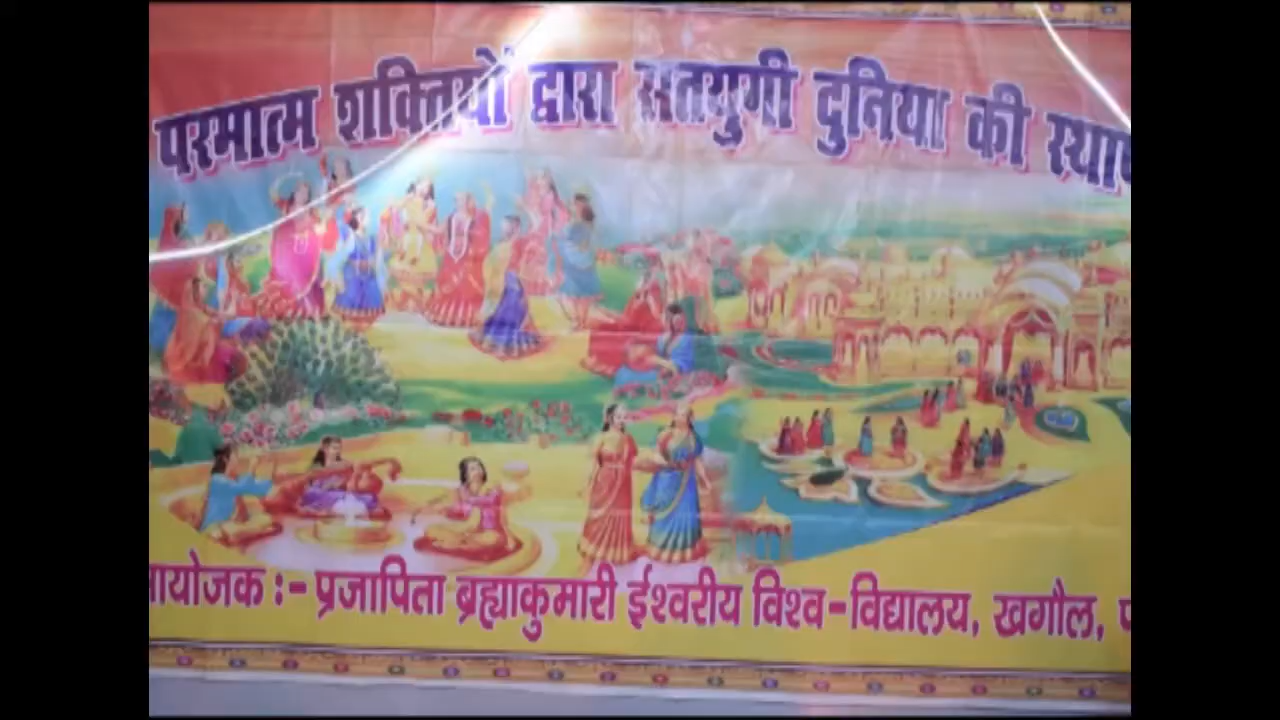 परमात्म शक्तियों द्वारा सतयुगी दुनिया की
आयोजक :- प्रजापिता ब्रह्माकुमारी ईश्वरीय विश्व-विद्यालय, खगौल,